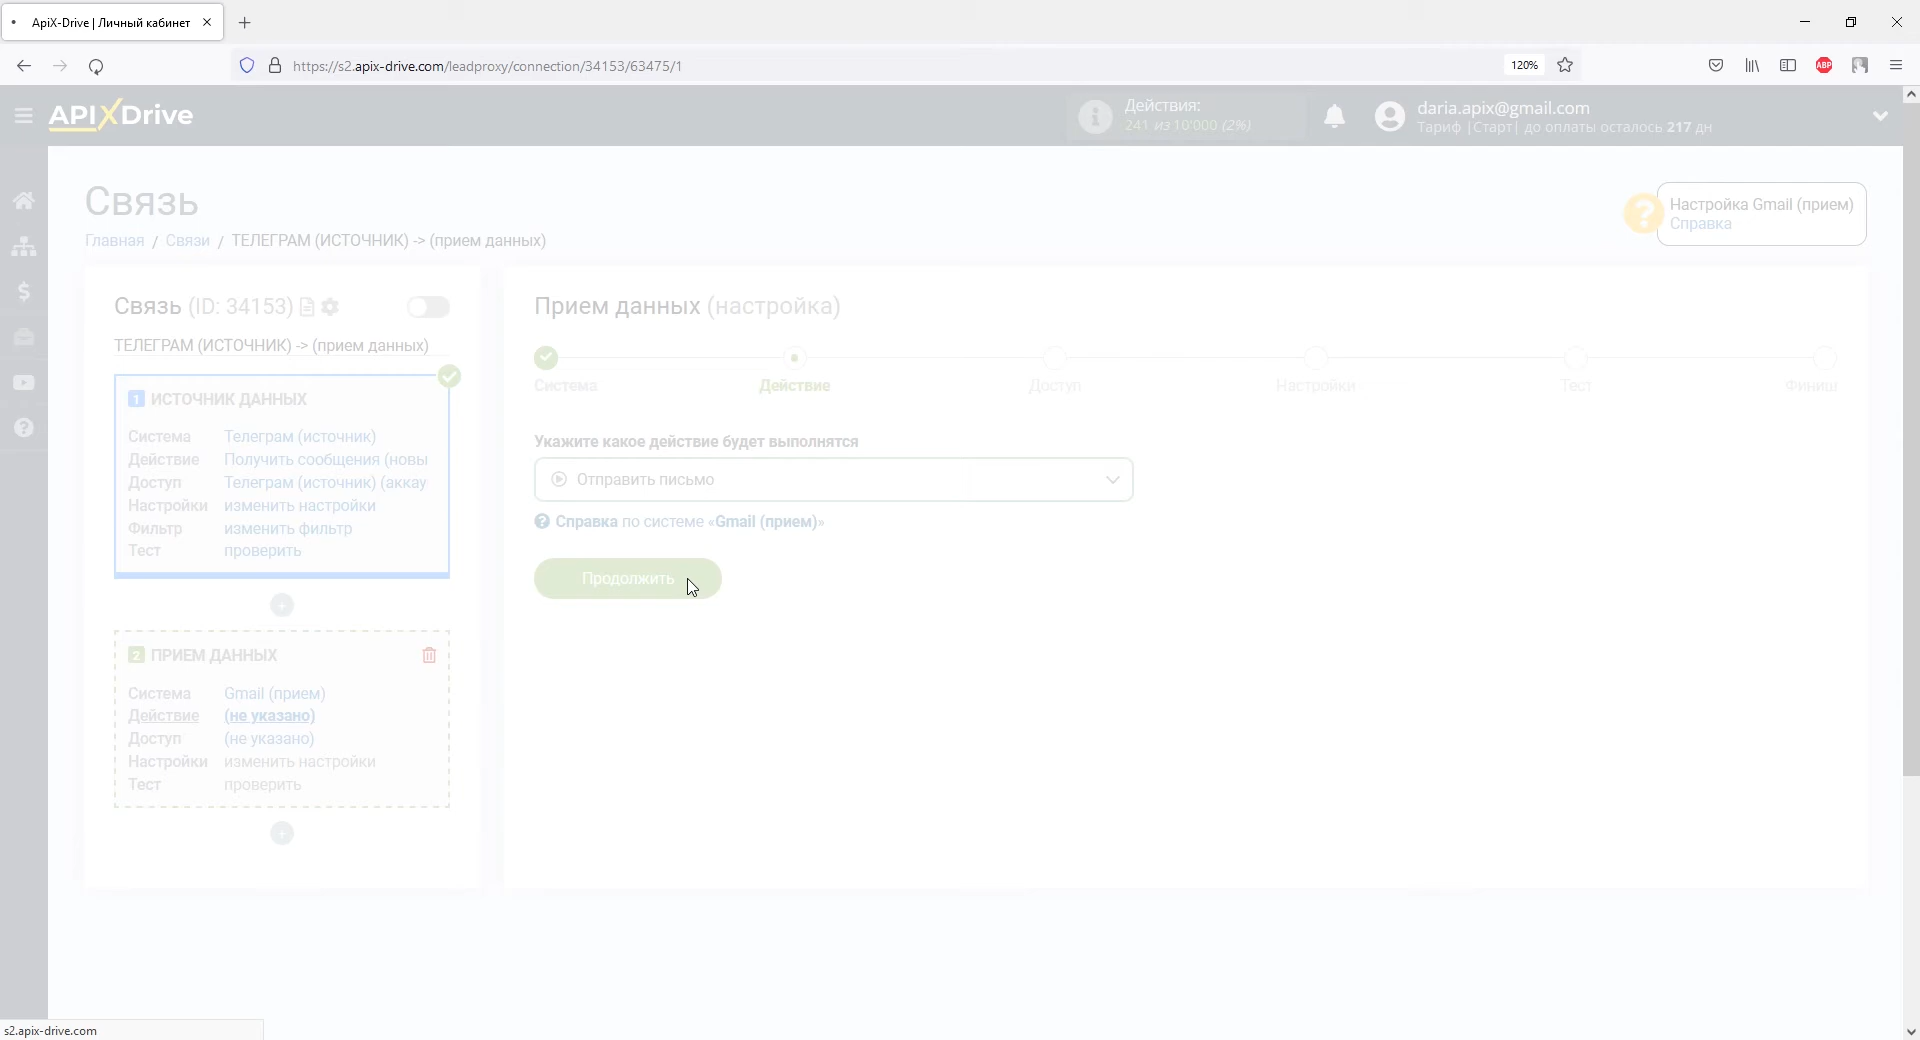 ApiX-Drive | Личный кабинет
https://s2.apix-drive.com/leadproxy/connection/34153/63475/1
120%
ABP
APIXDrive
Действия:
241 из 10'000 (2%)
daria.apix@gmail.com
Тариф |Старт| до оплаты осталось 217 дн
Связь
Главная / Связи / ТЕЛЕГРАМ (ИСТОЧНИК) -> (прием данных)
Настройка Gmail (прием)
Справка
Связь (ID: 34153)
ТЕЛЕГРАМ (ИСТОЧНИК) -> (прием данных)
1 ИСТОЧНИК ДАННЫХ
Система Телеграм (источник)
Действие Получить сообщения (новы
Доступ Телеграм (источник) (аккау
Настройки изменить настройки
Фильтр изменить фильтр
Тест проверить
2 ПРИЕМ ДАННЫХ
Система Gmail (прием)
Действие (не указано)
Доступ (не указано)
Настройки изменить настройки
Тест проверить
Прием данных (настройка)
Система Действие Доступ Настройки Тест Финиш
Укажите какое действие будет выполнятся
Отправить письмо
Справка по системе «Gmail (прием)»
Продолжить
s2.apix-drive.com